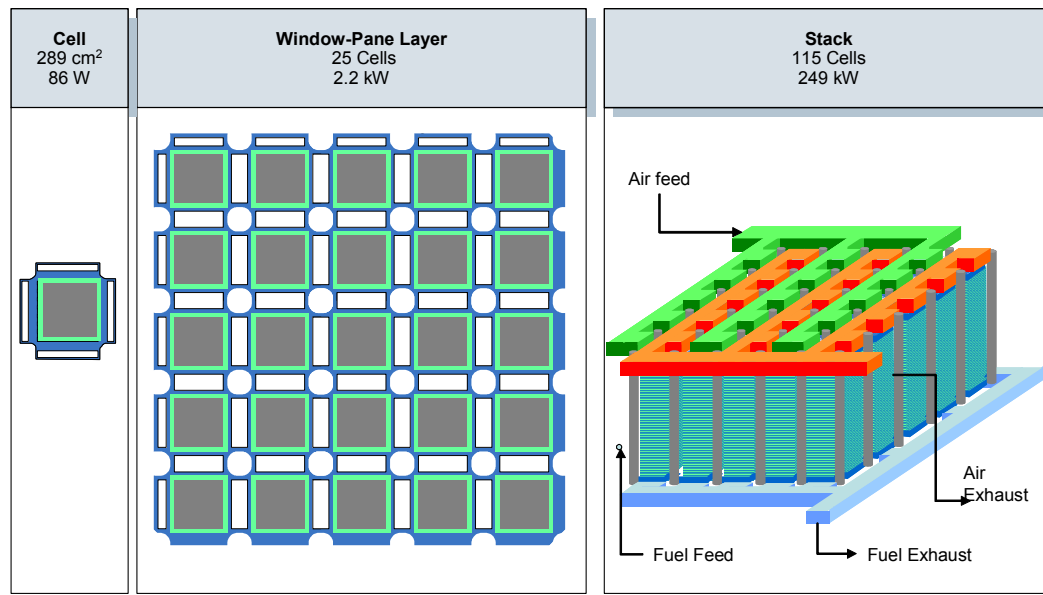 Cell
289 cm²
86 W
Window-Pane Layer
25 Cells
2.2 kW
Stack
115 Cells
249 kW
Air feed
Air
Exhaust
Fuel Feed
Fuel Exhaust